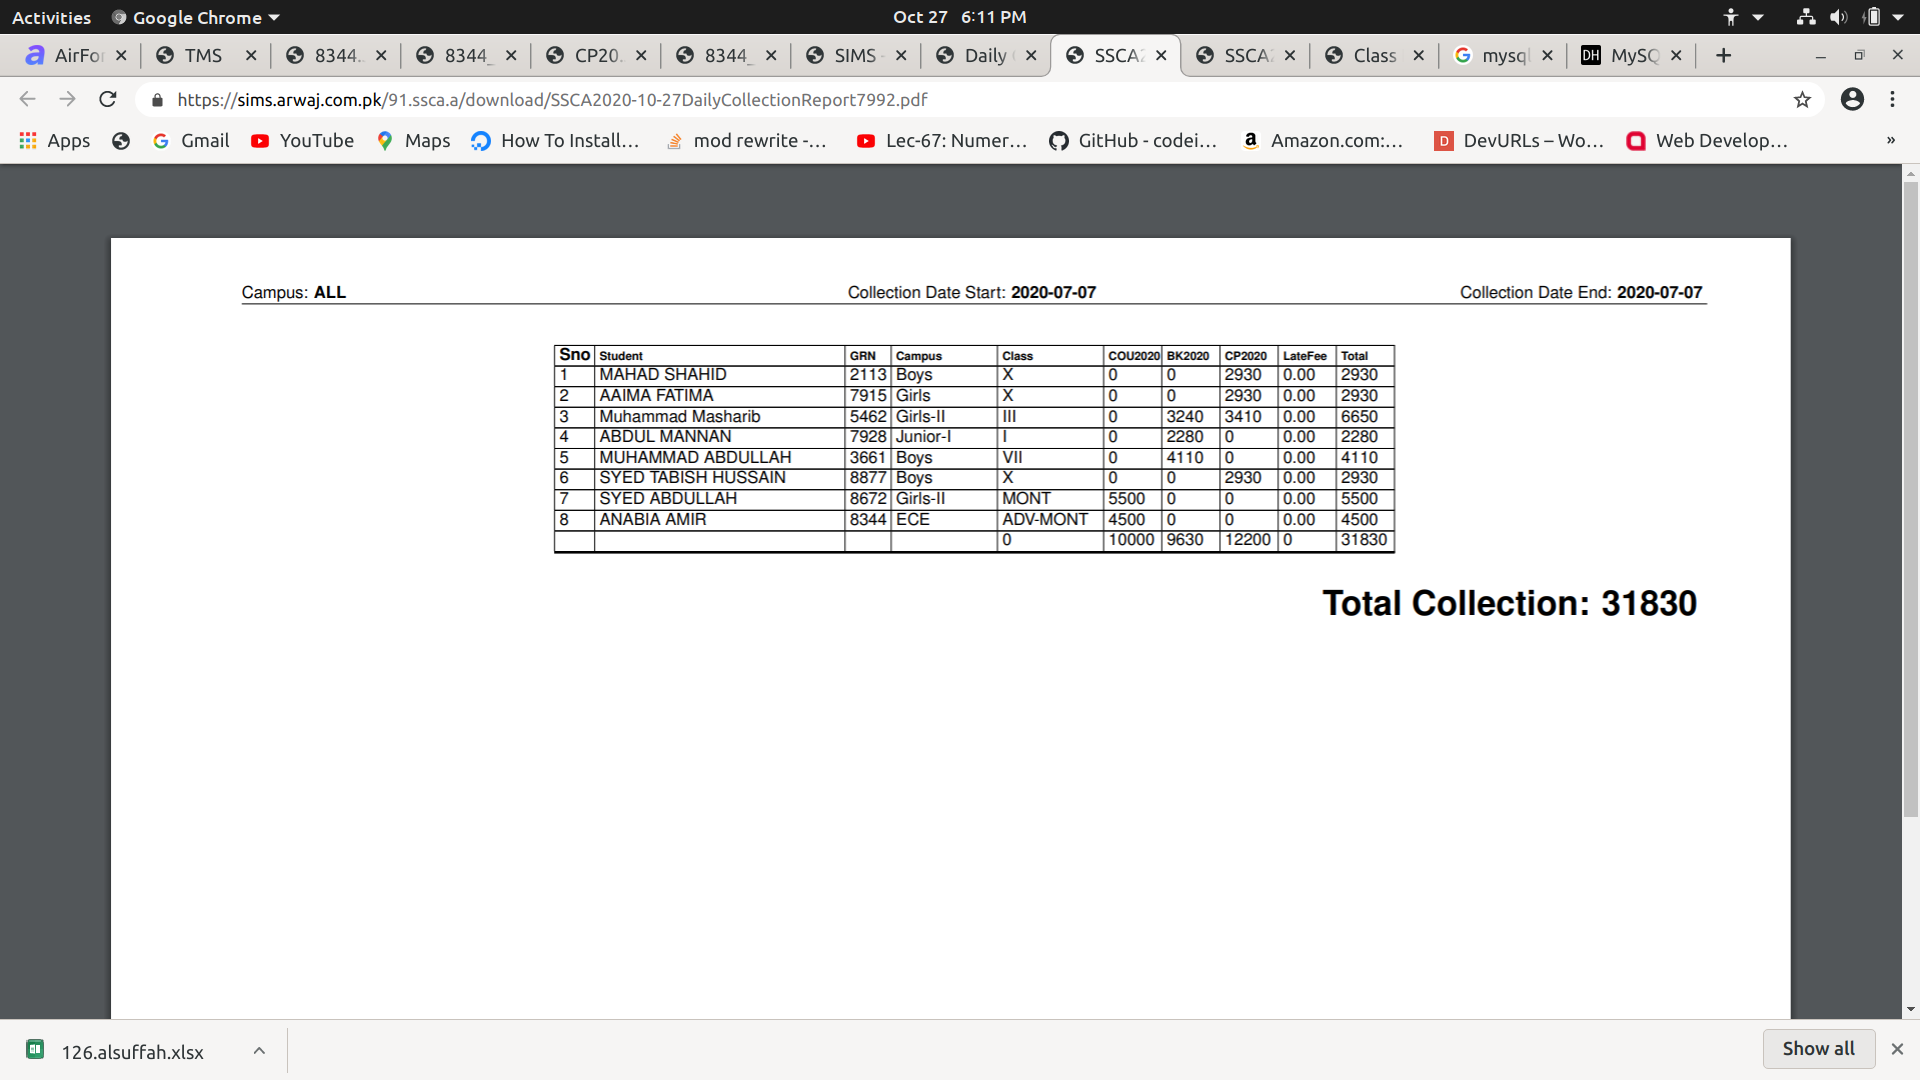 Activities Google Chrome Oct 27 6:11 PM
AirFo TMS 8344. 8344_ CP20. 8344_ SIMS - Daily SSCA SSCA Class mysql DH MySQ
https://sims.arwaj.com.pk/91.ssca.a/download/SSCA2020-10-27DailyCollectionReport7992.pdf
Apps Gmail YouTube Maps How To Install... mod rewrite -... Lec-67: Numer... GitHub - codei... Amazon.com:... DevURLs – Wo... Web Develop... »
Campus: ALL Collection Date Start: 2020-07-07 Collection Date End: 2020-07-07
Sno Student GRN Campus Class COU2020 BK2020 CP2020 LateFee Total
1 MAHAD SHAHID 2113 Boys X 0 0 2930 0.00 2930
2 AAIMA FATIMA 7915 Girls X 0 0 2930 0.00 2930
3 Muhammad Masharib 5462 Girls-II III 0 3240 3410 0.00 6650
4 ABDUL MANNAN 7928 Junior-I I 0 2280 0 0.00 2280
5 MUHAMMAD ABDULLAH 3661 Boys VII 0 4110 0 0.00 4110
6 SYED TABISH HUSSAIN 8877 Boys X 0 0 2930 0.00 2930
7 SYED ABDULLAH 8672 Girls-II MONT 5500 0 0 0.00 5500
8 ANABIA AMIR 8344 ECE ADV-MONT 4500 0 0 0.00 4500
0 10000 9630 12200 0 31830
Total Collection: 31830
126.alsuffah.xlsx Show all